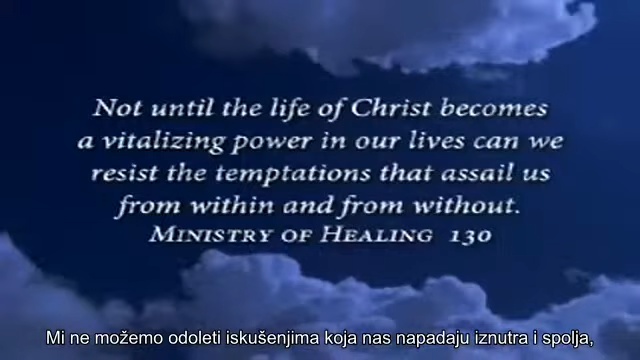 Not until the life of Christ becomes
a vitalizing power in our lives can we
resist the temptations that assail us
from within and from without.
MINISTRY OF HEALING 130
Mi ne možemo odoleti iskušenjima koja nas napadaju iznutra i spolja,